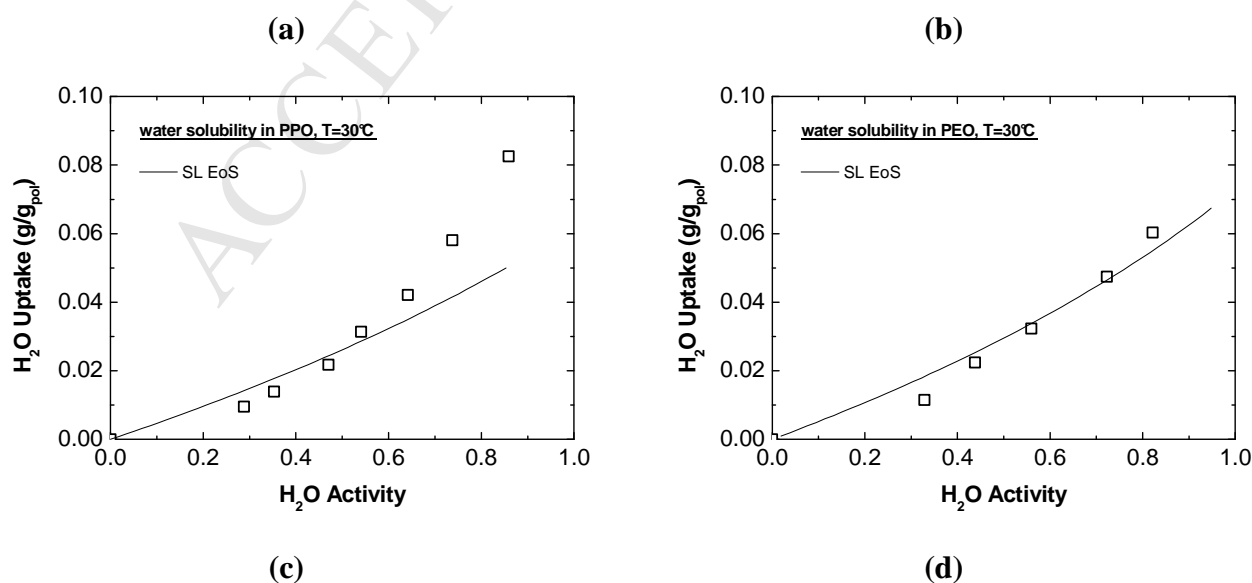 (a)
(b)
ACCE
0.10
0.08
0.06
0.04
0.02
0.00
H2O Uptake (g/gpol)
water solubility in PPO, T=30°C
SL EoS
0.0 0.2 0.4 0.6 0.8 1.0
H2O Activity
0.10
0.08
0.06
0.04
0.02
0.00
H2O Uptake (g/gpol)
water solubility in PEO, T=30°C
SL EoS
0.0 0.2 0.4 0.6 0.8 1.0
H2O Activity
(c)
(d)